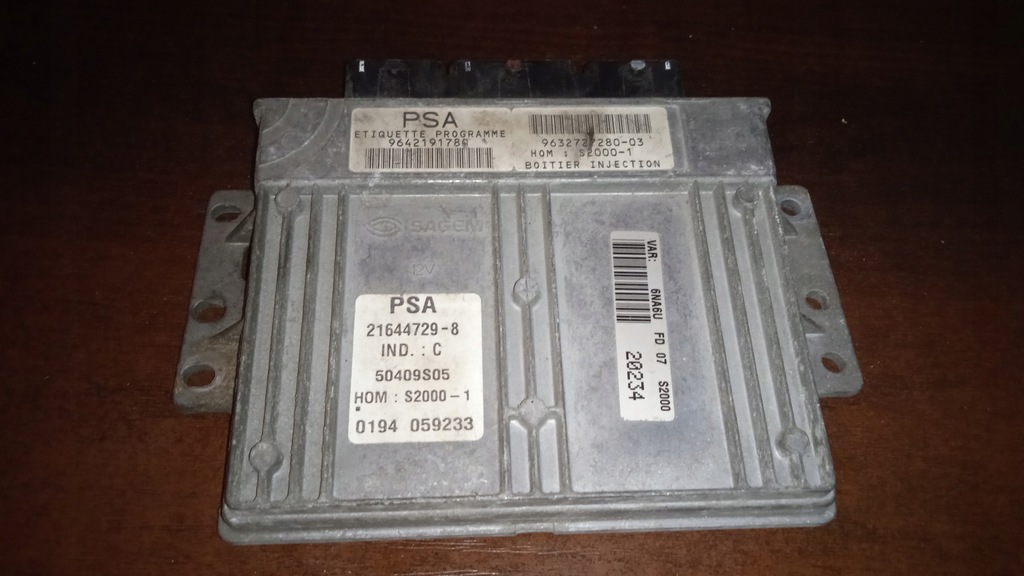 PSA
ETIQUETTE PROGRAMME
9642191780
9632727280-03
HOM : S2000-1
BOITIER INJECTION
SAGEM
12V
PSA
21644729-8
IND. : C
50409S05
HOM : S2000-1
0194 059233
VAR: 6NA6U FD 07 S2000
20234